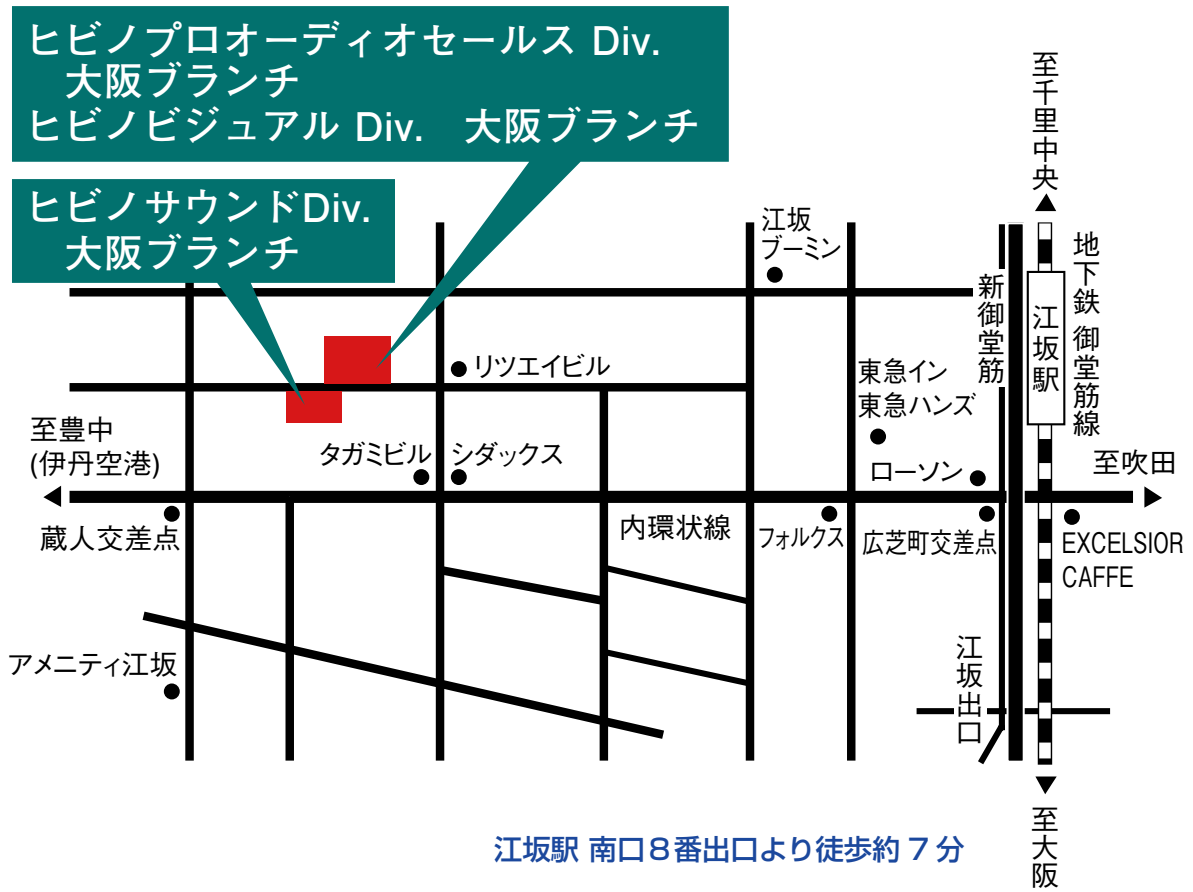 ヒビノプロオーディオセールス Div.
大阪ブランチ
ヒビノビジュアル Div. 大阪ブランチ
ヒビノサウンドDiv.
大阪ブランチ
至千里中央
江坂
ブーミン
新御堂筋
江坂駅
地下鉄 御堂筋線
リツエイビル
東急イン
東急ハンズ
至豊中
(伊丹空港)
タガミビル
シダックス
ローソン
至吹田
蔵人交差点
内環状線
フォルクス
広芝町交差点
EXCELSIOR
CAFFE
アメニティ江坂
江坂出口
至大阪
江坂駅 南口8番出口より徒歩約 7 分